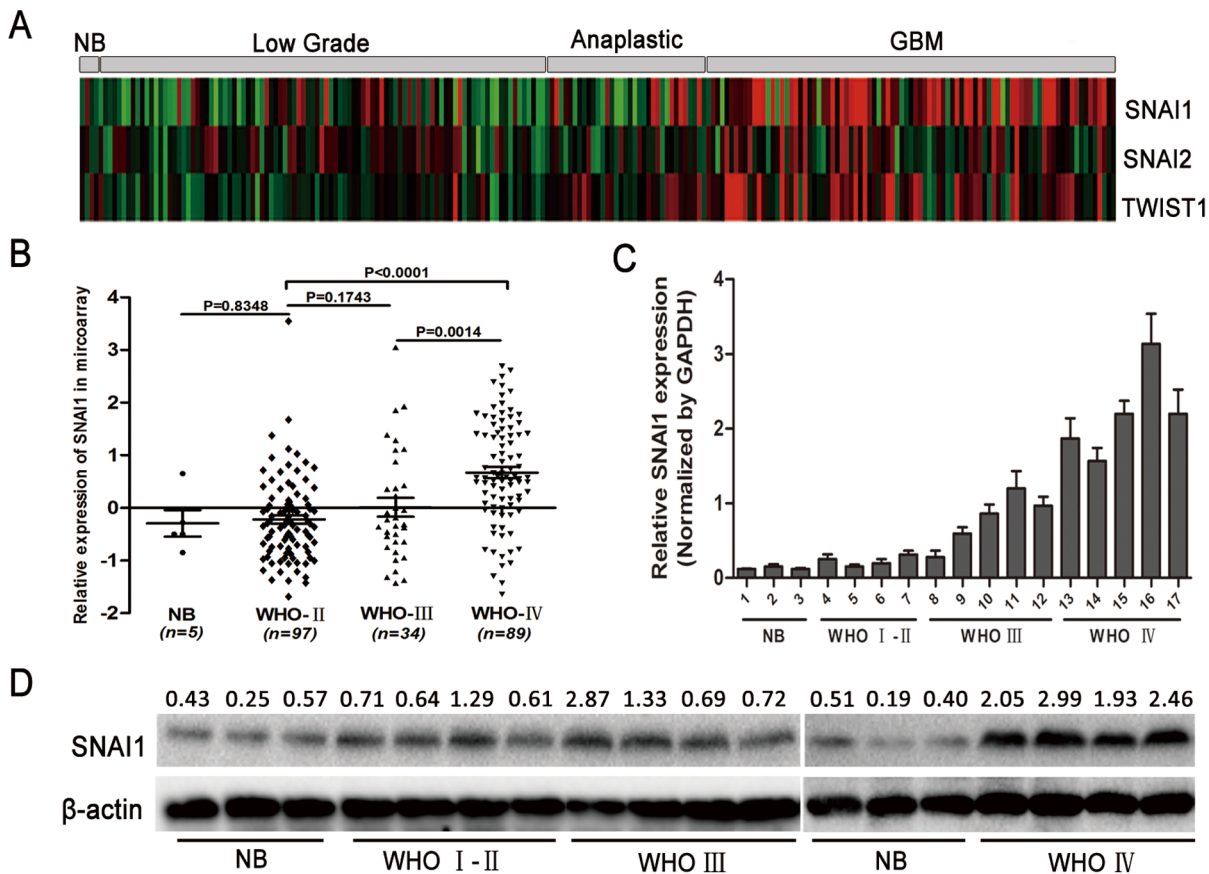 A
NB Low Grade Anaplastic GBM
SNAI1
SNAI2
TWIST1
B
Relative expression of SNAI1 in mircoarray
4
3
2
1
0
-1
-2
P<0.0001
P=0.8348
P=0.1743
P=0.0014
NB WHO-Ⅱ WHO-Ⅲ WHO-Ⅳ
(n=5) (n=97) (n=34) (n=89)
C
Relative SNAI1 expression
(Normalized by GAPDH)
4
3
2
1
0
1 2 3 4 5 6 7 8 9 10 11 12 13 14 15 16 17
NB WHO Ⅰ-Ⅱ WHO Ⅲ WHO Ⅳ
D
0.43 0.25 0.57 0.71 0.64 1.29 0.61 2.87 1.33 0.69 0.72 0.51 0.19 0.40 2.05 2.99 1.93 2.46
SNAI1
β-actin
NB WHO Ⅰ-Ⅱ WHO Ⅲ NB WHO Ⅳ